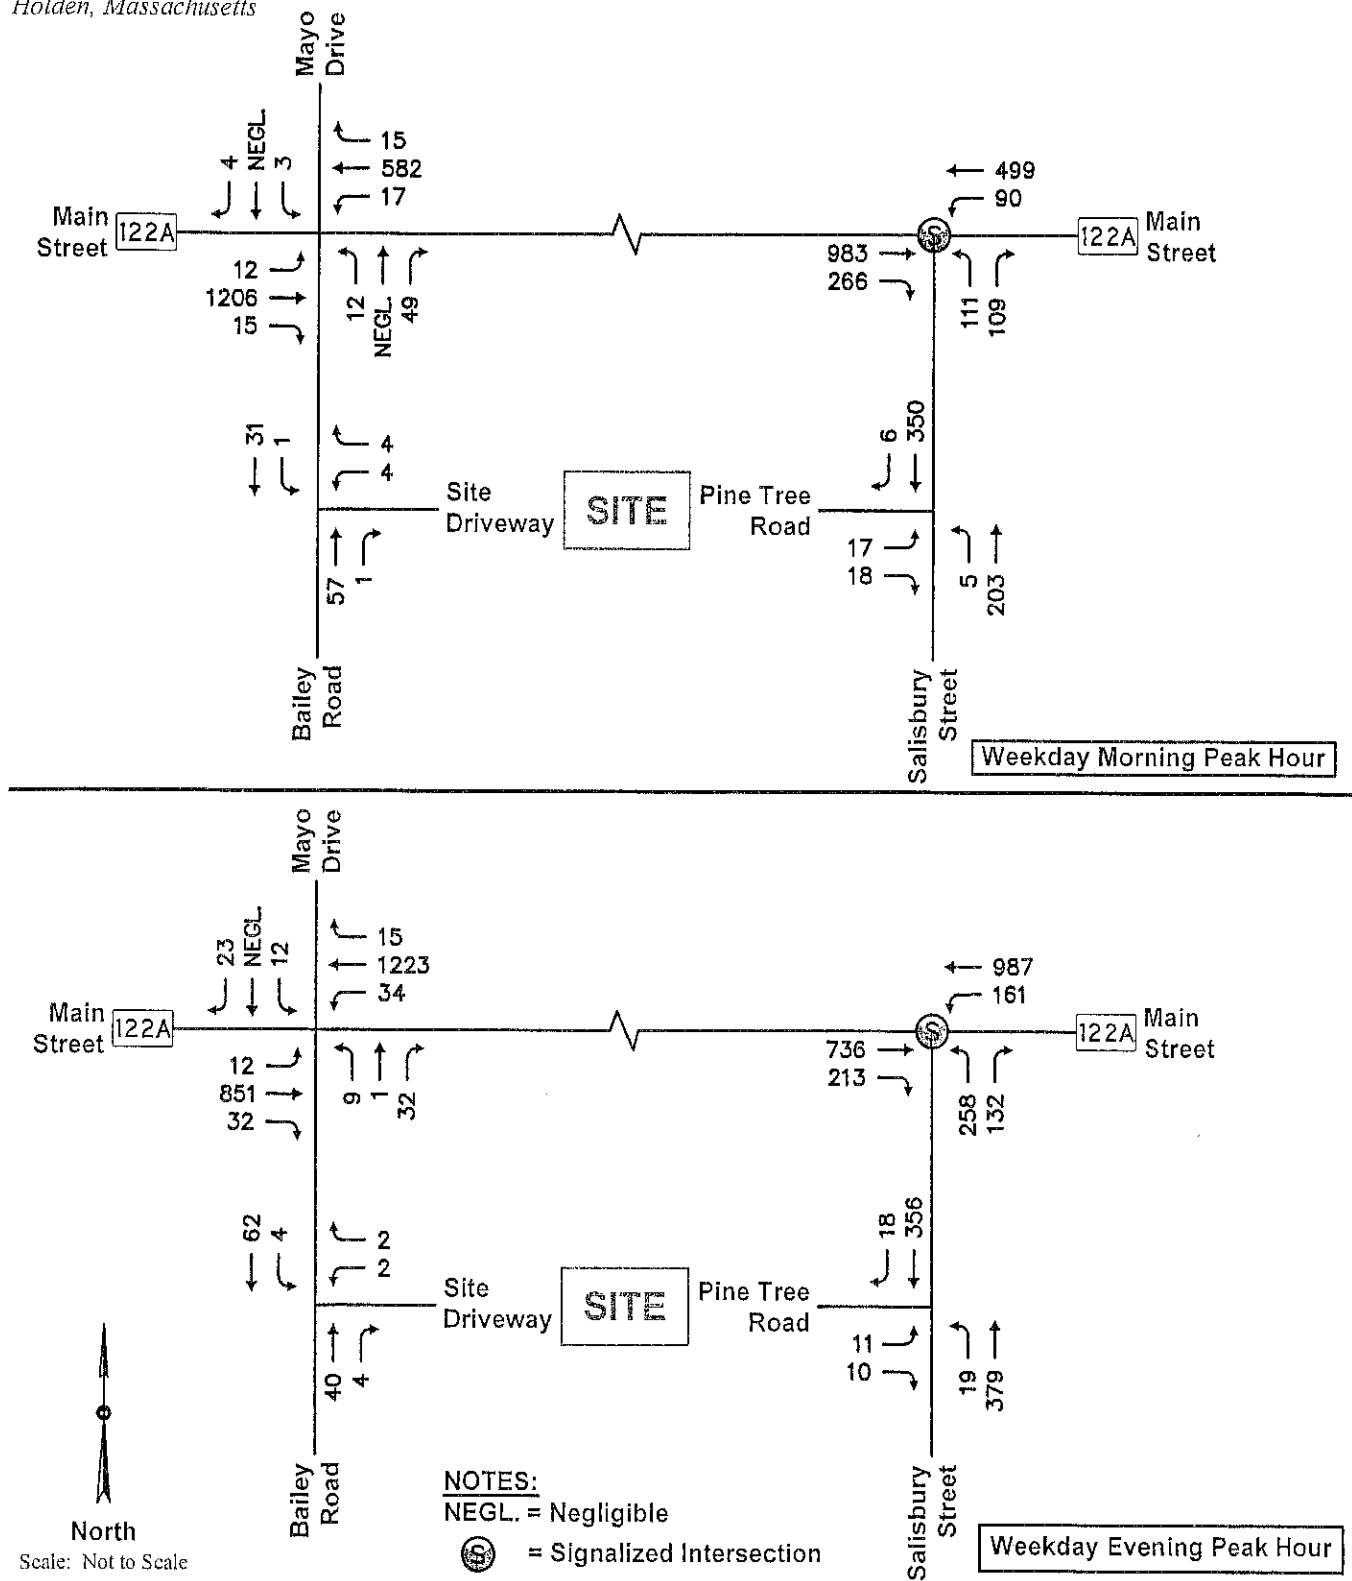 Holden, Massachusetts
Mayo
Drive
4
NEGL.
3
15
582
17
499
90
Main
Street
122A
122A
Main
Street
12
1206
15
12
NEGL.
49
983
266
111
109
31
1
4
4
6
350
Site
Driveway
SITE
Pine Tree
Road
57
1
17
18
5
203
Bailey
Road
Salisbury
Street
Weekday Morning Peak Hour
Mayo
Drive
23
NEGL.
12
15
1223
34
987
161
Main
Street
122A
S
122A
Main
Street
12
851
32
9
1
32
736
213
258
132
62
4
2
2
18
356
Site
Driveway
SITE
Pine Tree
Road
40
4
11
10
19
379
Bailey
Road
Salisbury
Street
North
Scale: Not to Scale
NOTES:
NEGL. = Negligible
S = Signalized Intersection
Weekday Evening Peak Hour